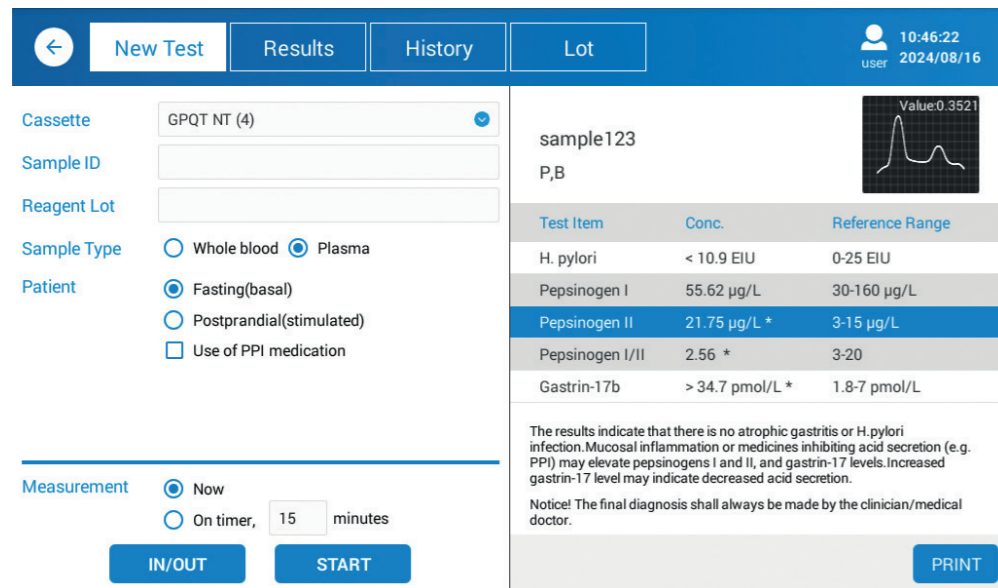 New Test Results History Lot
user 10:46:22
2024/08/16
Cassette GPQT NT (4)
Sample ID
Reagent Lot
Sample Type Whole blood Plasma
Patient Fasting(basal)
Postprandial(stimulated)
Use of PPI medication
Measurement Now
On timer, 15 minutes
IN/OUT START
sample123
P,B
Value:0.3521
Test Item Conc. Reference Range
H. pylori < 10.9 EIU 0-25 EIU
Pepsinogen I 55.62 µg/L 30-160 µg/L
Pepsinogen II 21.75 µg/L * 3-15 µg/L
Pepsinogen I/II 2.56 * 3-20
Gastrin-17b > 34.7 pmol/L * 1.8-7 pmol/L
The results indicate that there is no atrophic gastritis or H.pylori
infection.Mucosal inflammation or medicines inhibiting acid secretion (e.g.
PPI) may elevate pepsinogens I and II, and gastrin-17 levels.Increased
gastrin-17 level may indicate decreased acid secretion.
Notice! The final diagnosis shall always be made by the clinician/medical
doctor.
PRINT